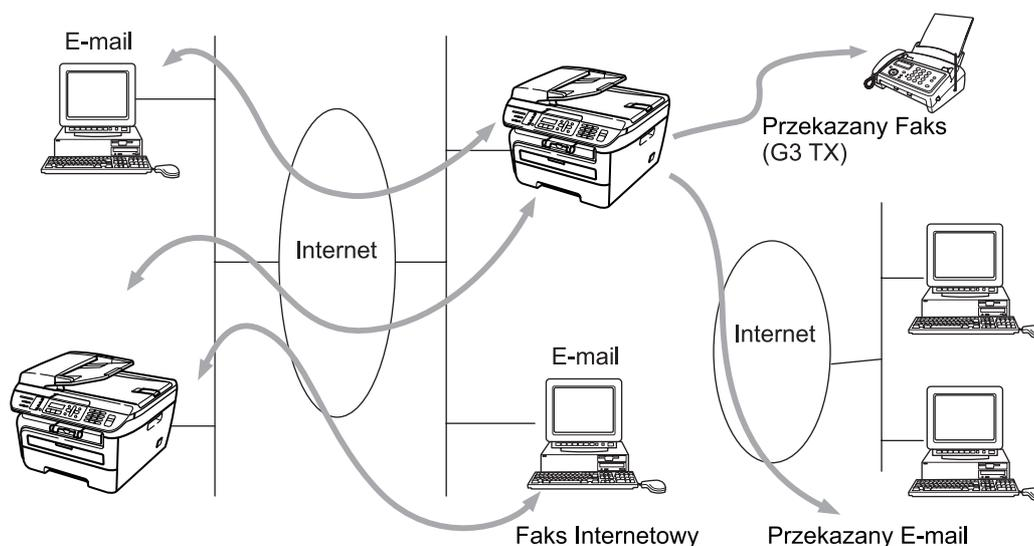 E-mail
Przekazany Faks
(G3 TX)
Internet
Internet
E-mail
Faks Internetowy
Przekazany E-mail